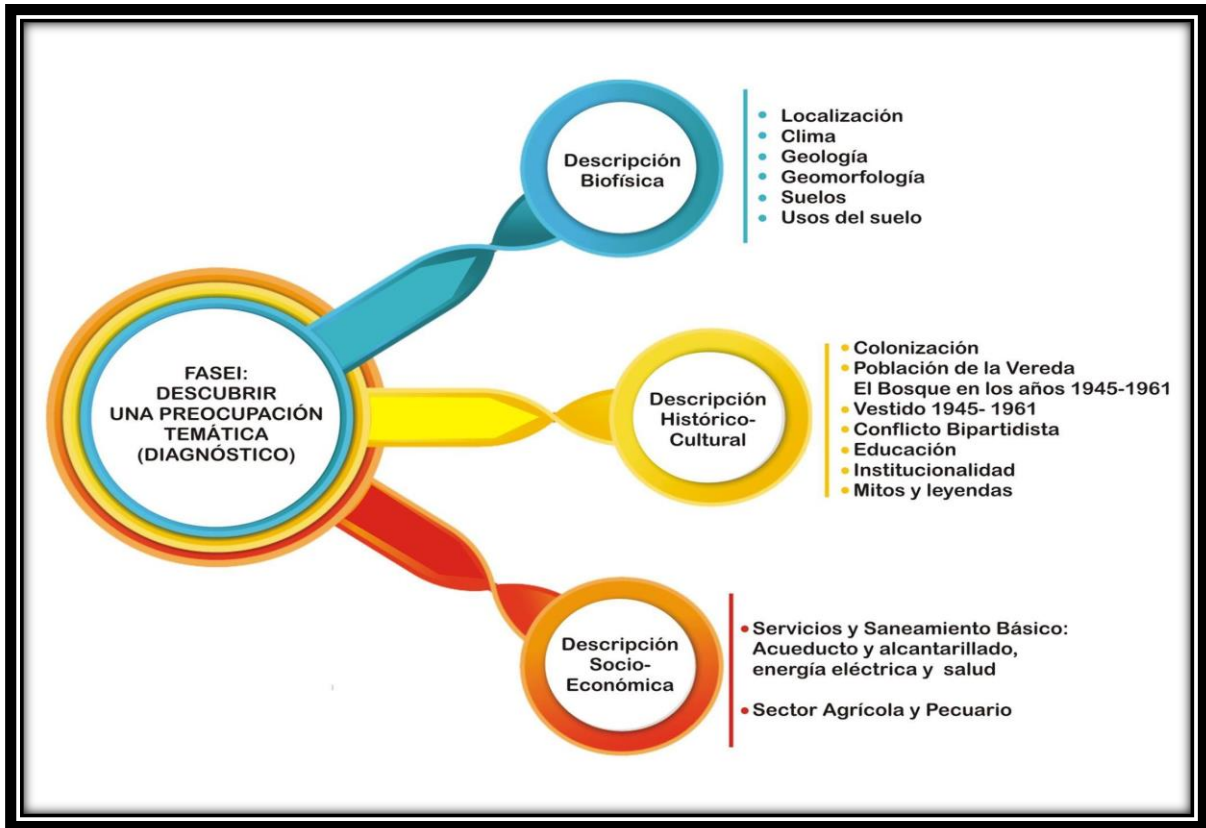 FASEI:
DESCUBRIR
UNA PREOCUPACIÓN
TEMÁTICA
(DIAGNÓSTICO)
Descripción
Biofísica
• Localización
• Clima
• Geología
• Geomorfología
• Suelos
• Usos del suelo
Descripción
Histórico-
Cultural
• Colonización
• Población de la Vereda
El Bosque en los años 1945-1961
• Vestido 1945- 1961
• Conflicto Bipartidista
• Educación
• Institucionalidad
• Mitos y leyendas
Descripción
Socio-
Económica
• Servicios y Saneamiento Básico:
Acueducto y alcantarillado,
energía eléctrica y salud
• Sector Agrícola y Pecuario